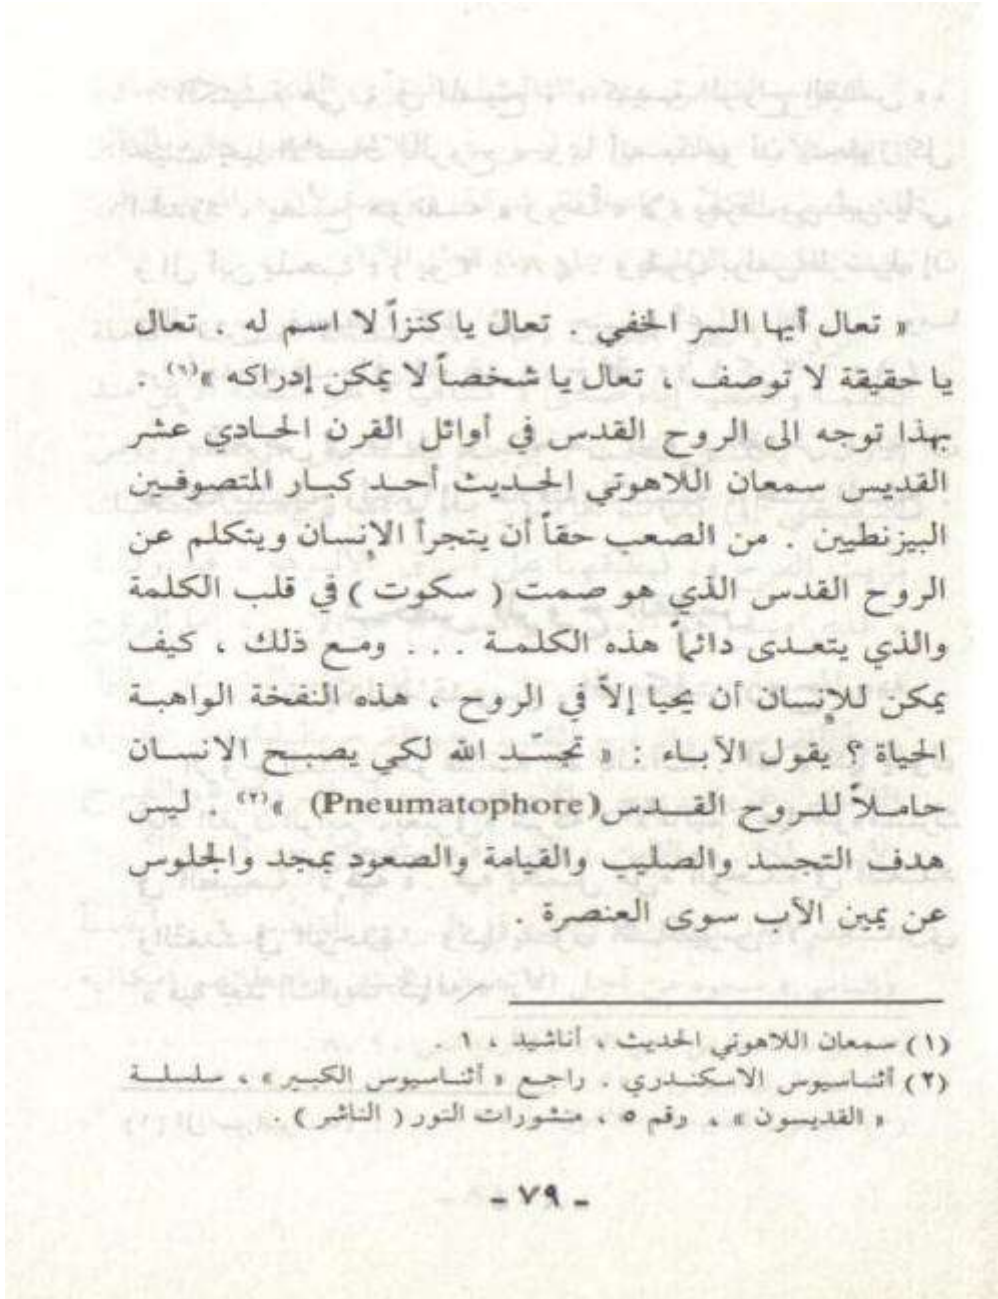 « تعال أيها السر الخفي . تعال يا كنزاً لا اسم له ، تعال
يا حقيقة لا توصف ، تعال يا شخصاً لا يمكن إدراكه »(١) .
بهذا توجه الى الروح القدس في أوائل القرن الحادي عشر
القديس سمعان اللاهوتي الحديث أحد كبار المتصوفين
البيزنطيين . من الصعب حقاً أن يتجرأ الإنسان ويتكلم عن
الروح القدس الذي هو صمت ( سكوت ) في قلب الكلمة
والذي يتعدى دائماً هذه الكلمة ... ومع ذلك ، كيف
يمكن للإنسان أن يحيا إلاّ في الروح ، هذه النفخة الواهبة
الحياة ؟ يقول الآباء : « تجسّد الله لكي يصبح الانسان
حاملاً للروح القدس (Pneumatophore) »(٢) . ليس
هدف التجسد والصليب والقيامة والصعود بمجد والجلوس
عن يمين الآب سوى العنصرة .
(١) سمعان اللاهوتي الحديث ، أناشيد ، ١ .
(٢) أثناسيوس الاسكندري . راجع « أثناسيوس الكبير » ، سلسلة
« القديسون » ، رقم ٥ ، منشورات النور ( الناشر ) .
- ٧٩ -